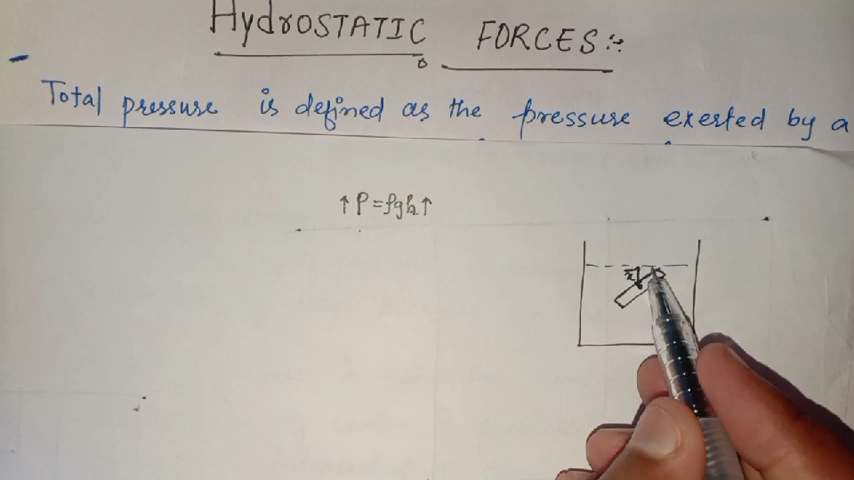 HydrOSTATIC FORCES:-
Total pressure is defined as the pressure exerted by a
↑ P = ρgh ↑
x̄